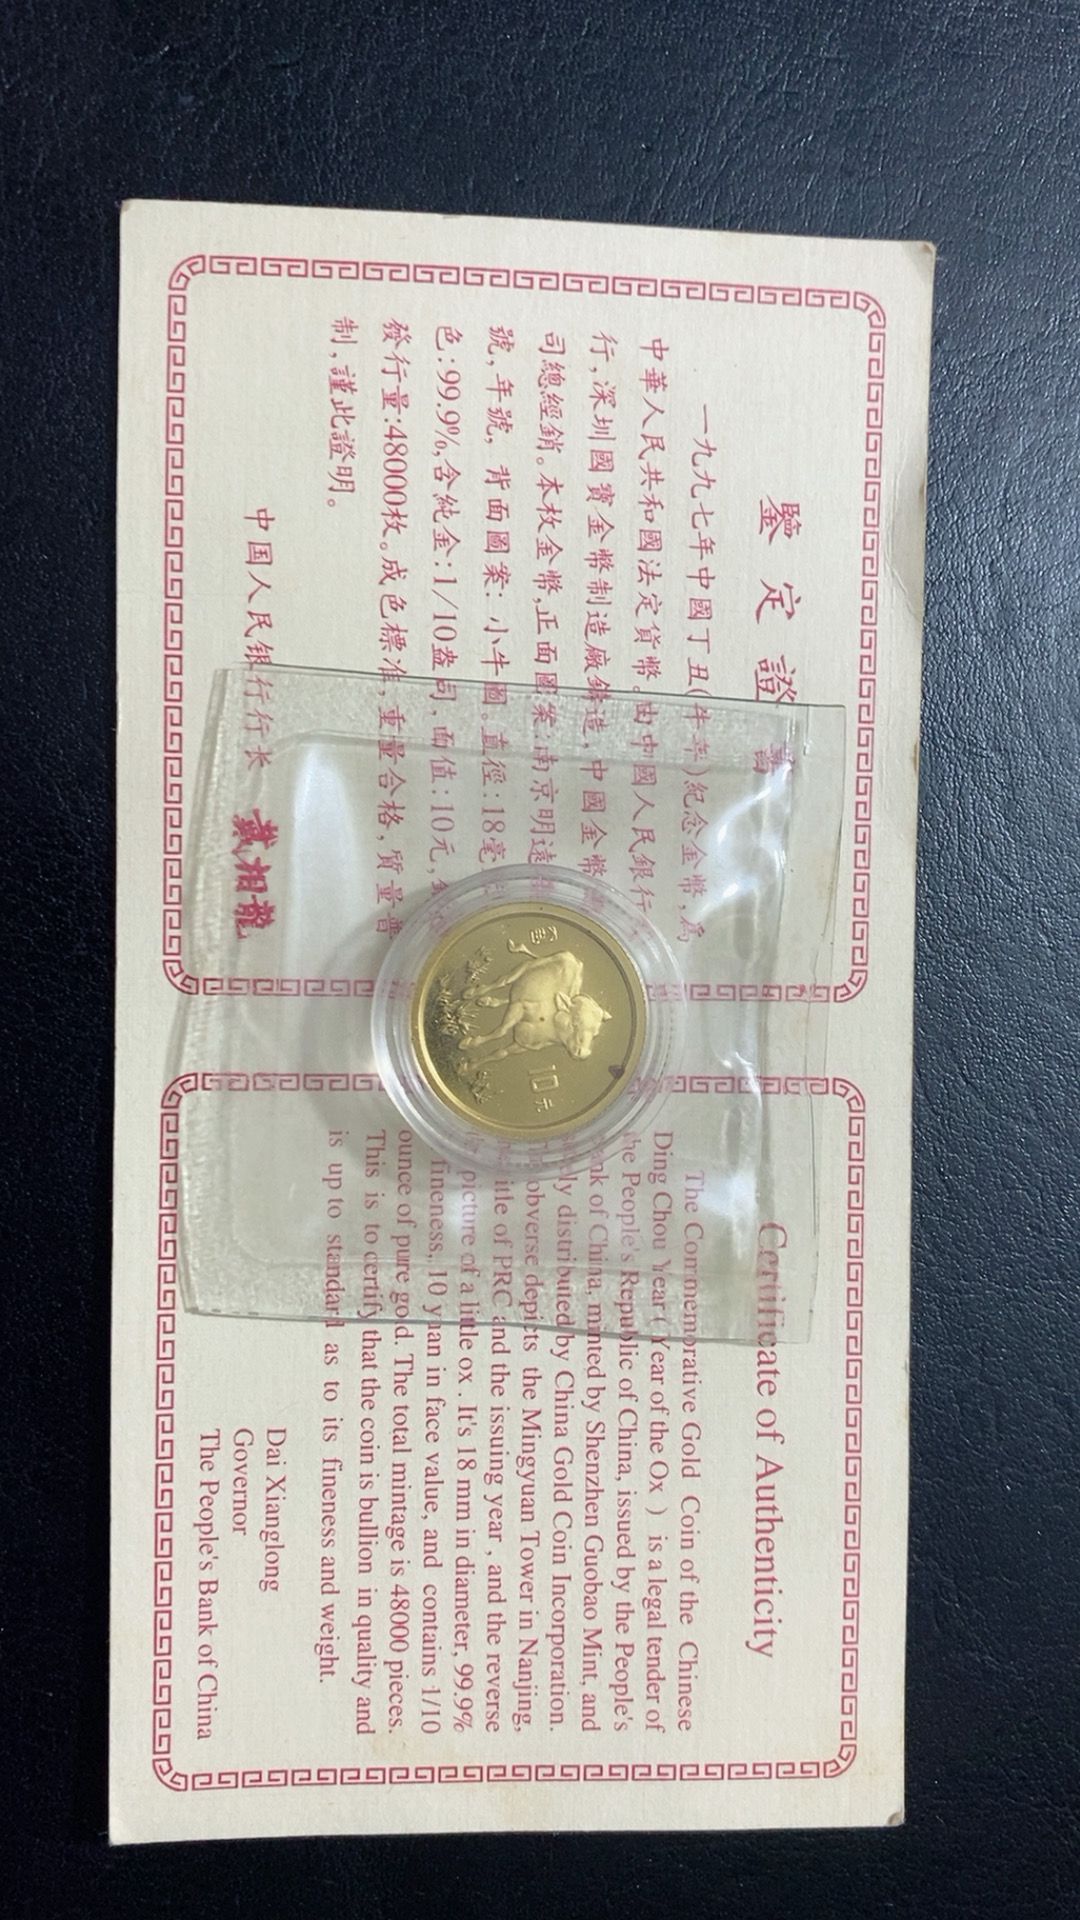 鑒定證書
一九九七年中國丁丑(牛年)紀念金幣,為
中華人民共和國法定貨幣。由中國人民銀行
行,深圳國寶金幣制造廠鑄造,中國金幣
司總經銷。本枚金幣,正面圖案:南京明遠
號,年號,背面圖案:小牛圖。直徑:18毫
色:99.9%,含純金:1/10盎司,面值:10元,
發行量:48000枚。成色標准,重量合格,質量普
制,謹此證明。
中国人民银行行长 戴相龍
10元
Certificate of Authenticity
The Commemorative Gold Coin of the Chinese
Ding Chou Year ( Year of the Ox ) is a legal tender of
the People's Republic of China, issued by the People's
of China, minted by Shenzhen Guobao Mint, and
distributed by China Gold Coin Incorporation.
obverse depicts the Mingyuan Tower in Nanjing,
title of PRC and the issuing year , and the reverse
picture of a little ox . It's 18 mm in diameter, 99.9%
fineness, 10 yuan in face value, and contains 1/10
ounce of pure gold. The total mintage is 48000 pieces.
This is to certify that the coin is bullion in quality and
is up to standard as to its fineness and weight.
Dai Xianglong
Governor
The People's Bank of China